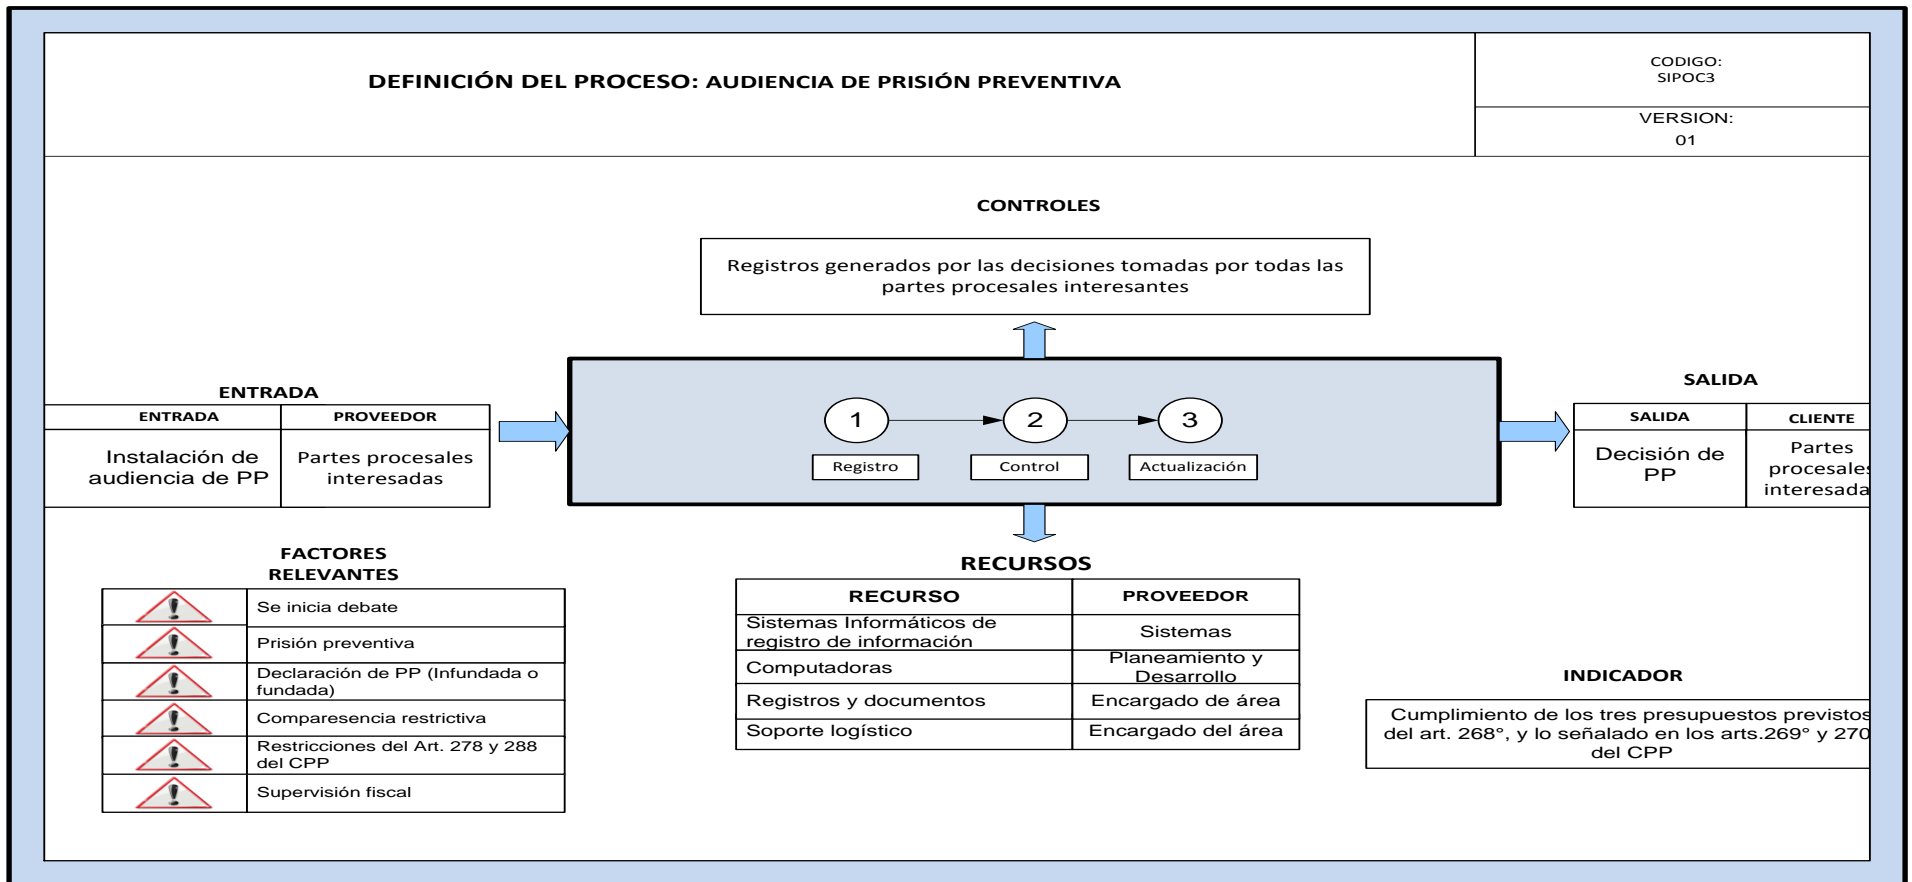 DEFINICIÓN DEL PROCESO: AUDIENCIA DE PRISIÓN PREVENTIVA
CODIGO:
SIPOC3
VERSION:
01
CONTROLES
Registros generados por las decisiones tomadas por todas las
partes procesales interesantes
ENTRADA
ENTRADA
PROVEEDOR
Instalación de
audiencia de PP
Partes procesales
interesadas
1
2
3
Registro
Control
Actualización
SALIDA
SALIDA
CLIENTE
Decisión de
PP
Partes
procesales
interesada
FACTORES
RELEVANTES
Se inicia debate
Prisión preventiva
Declaración de PP (Infundada o
fundada)
Comparesencia restrictiva
Restricciones del Art. 278 y 288
del CPP
Supervisión fiscal
RECURSOS
RECURSO
PROVEEDOR
Sistemas Informáticos de
registro de información
Sistemas
Computadoras
Planeamiento y
Desarrollo
Registros y documentos
Encargado de área
Soporte logístico
Encargado del área
INDICADOR
Cumplimiento de los tres presupuestos previstos
del art. 268°, y lo señalado en los arts.269° y 270
del CPP